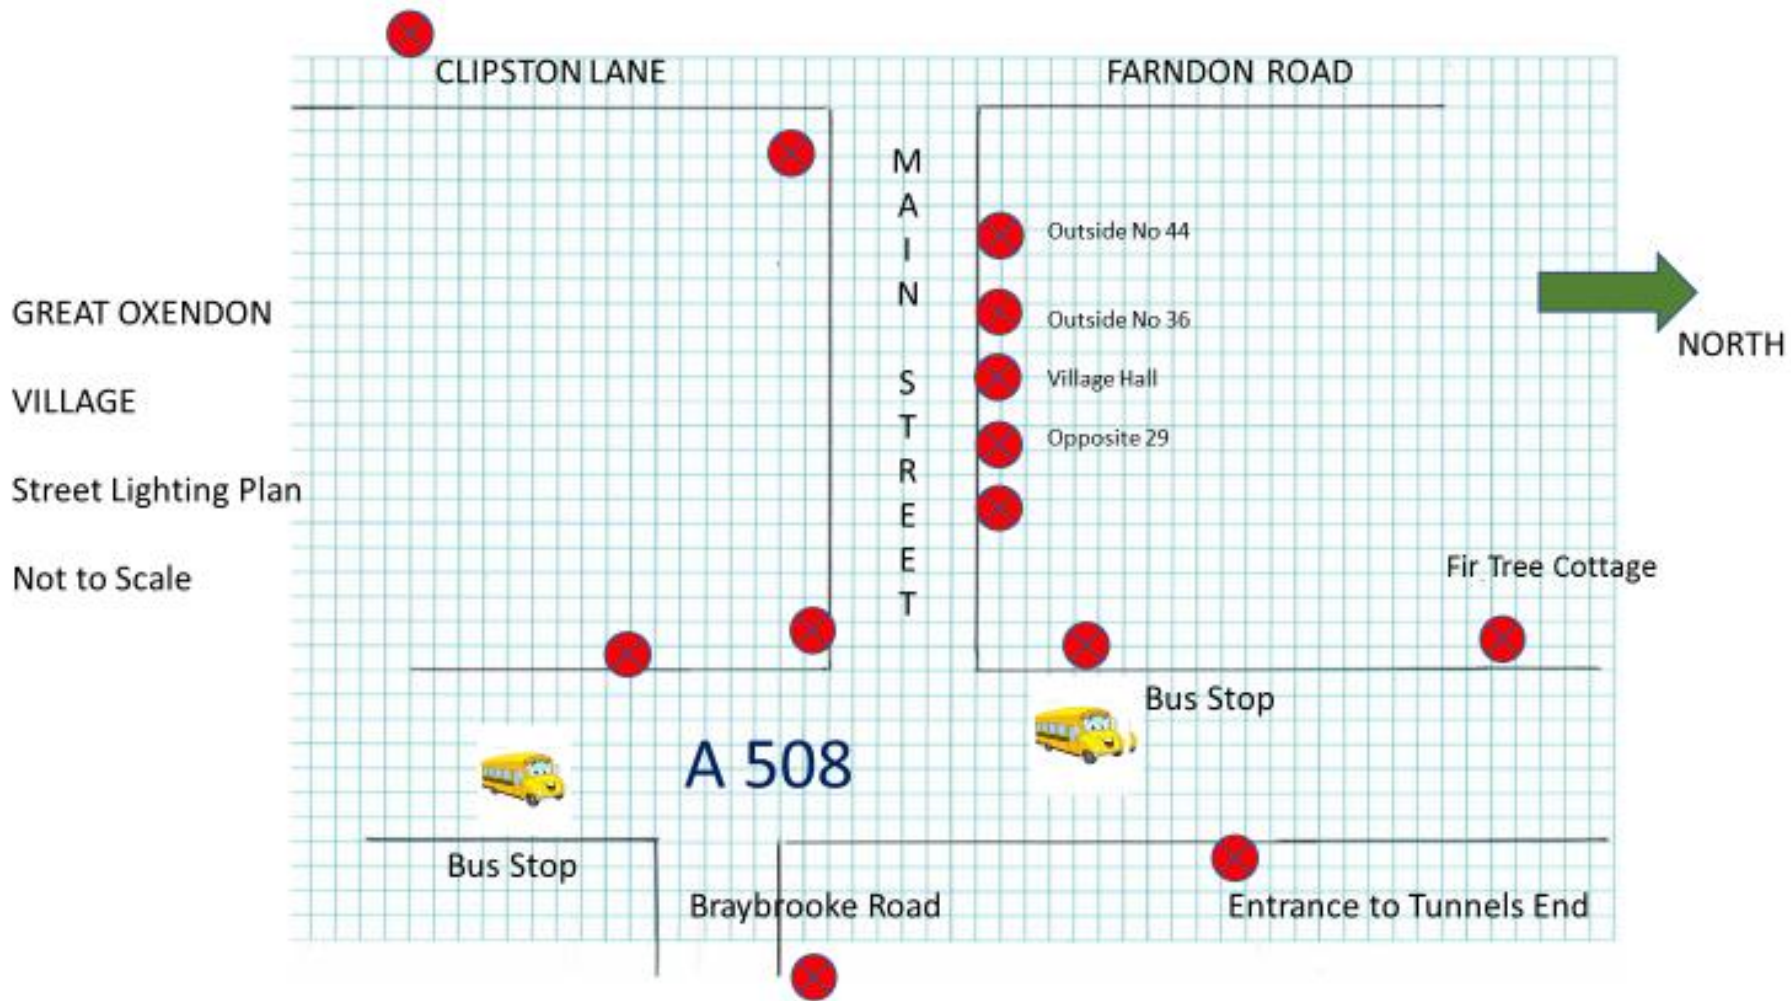 CLIPSTON LANE
FARNDON ROAD
MAIN STREET
Outside No 44
Outside No 36
Village Hall
Opposite 29
GREAT OXENDON
VILLAGE
Street Lighting Plan
Not to Scale
NORTH
Fir Tree Cottage
Bus Stop
A 508
Bus Stop
Braybrooke Road
Entrance to Tunnels End